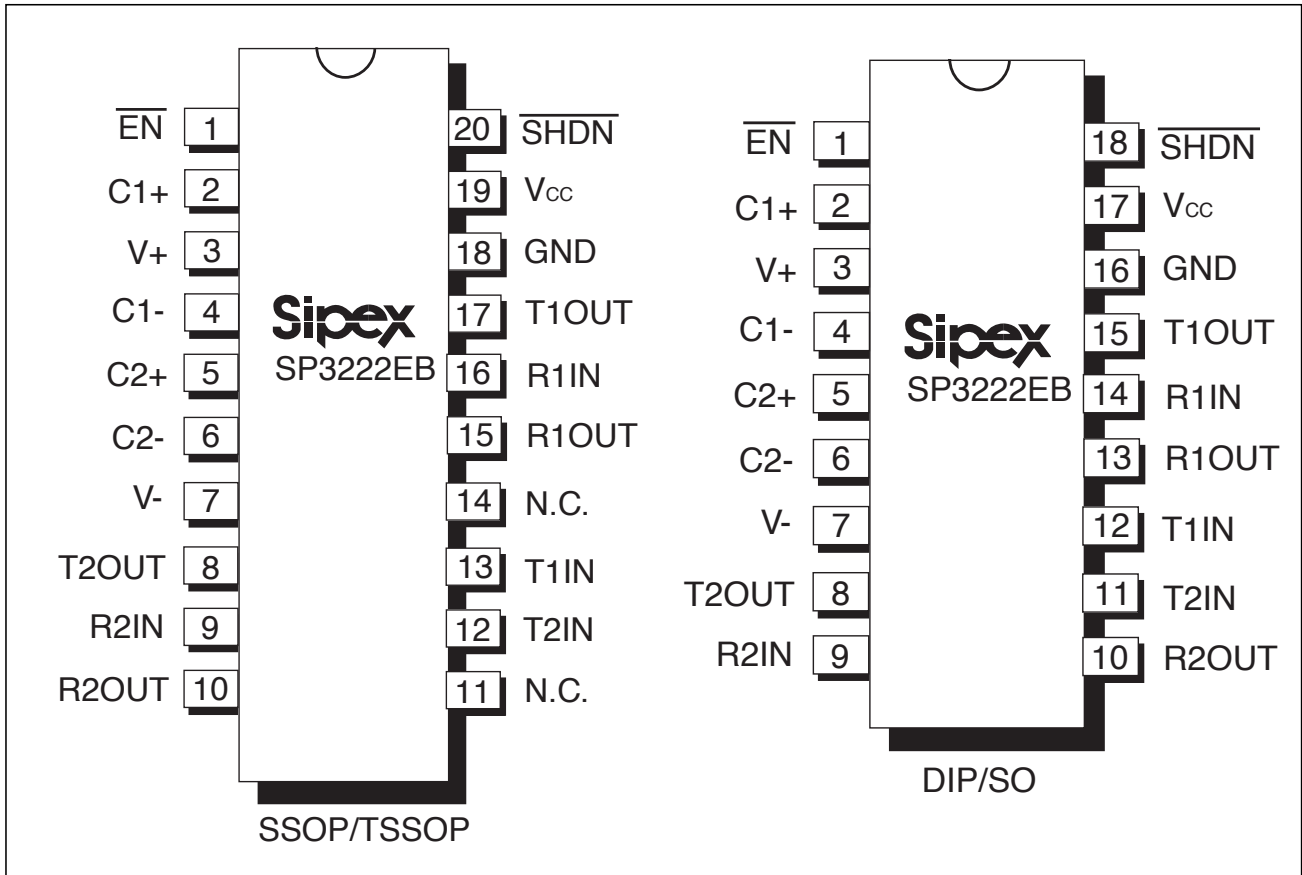 EN 1
C1+ 2
V+ 3
C1- 4
C2+ 5
C2- 6
V- 7
T2OUT 8
R2IN 9
R2OUT 10
20 SHDN
19 VCC
18 GND
17 T1OUT
16 R1IN
15 R1OUT
14 N.C.
13 T1IN
12 T2IN
11 N.C.
Sipex
SP3222EB
SSOP/TSSOP
EN 1
C1+ 2
V+ 3
C1- 4
C2+ 5
C2- 6
V- 7
T2OUT 8
R2IN 9
18 SHDN
17 VCC
16 GND
15 T1OUT
14 R1IN
13 R1OUT
12 T1IN
11 T2IN
10 R2OUT
Sipex
SP3222EB
DIP/SO